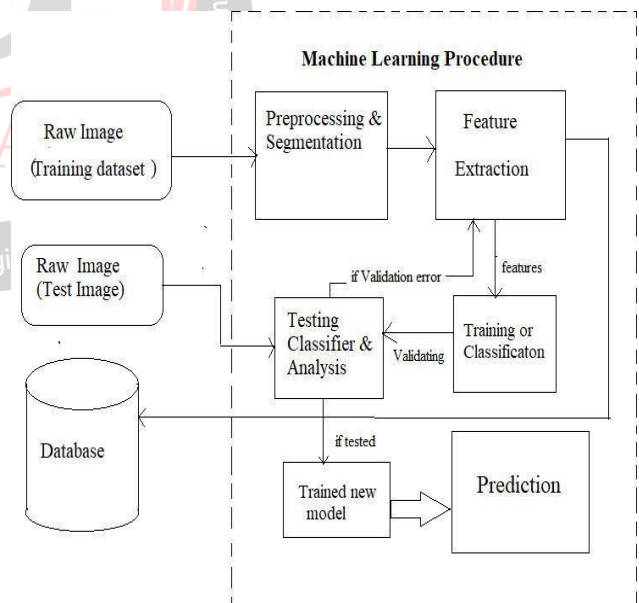 Machine Learning Procedure
Raw Image
(Training dataset )
Preprocessing &
Segmentation
Feature
Extraction
Raw Image
(Test Image)
if Validation error
features
Testing
Classifier &
Analysis
Validating
Training or
Classificaton
Database
if tested
Trained new
model
Prediction